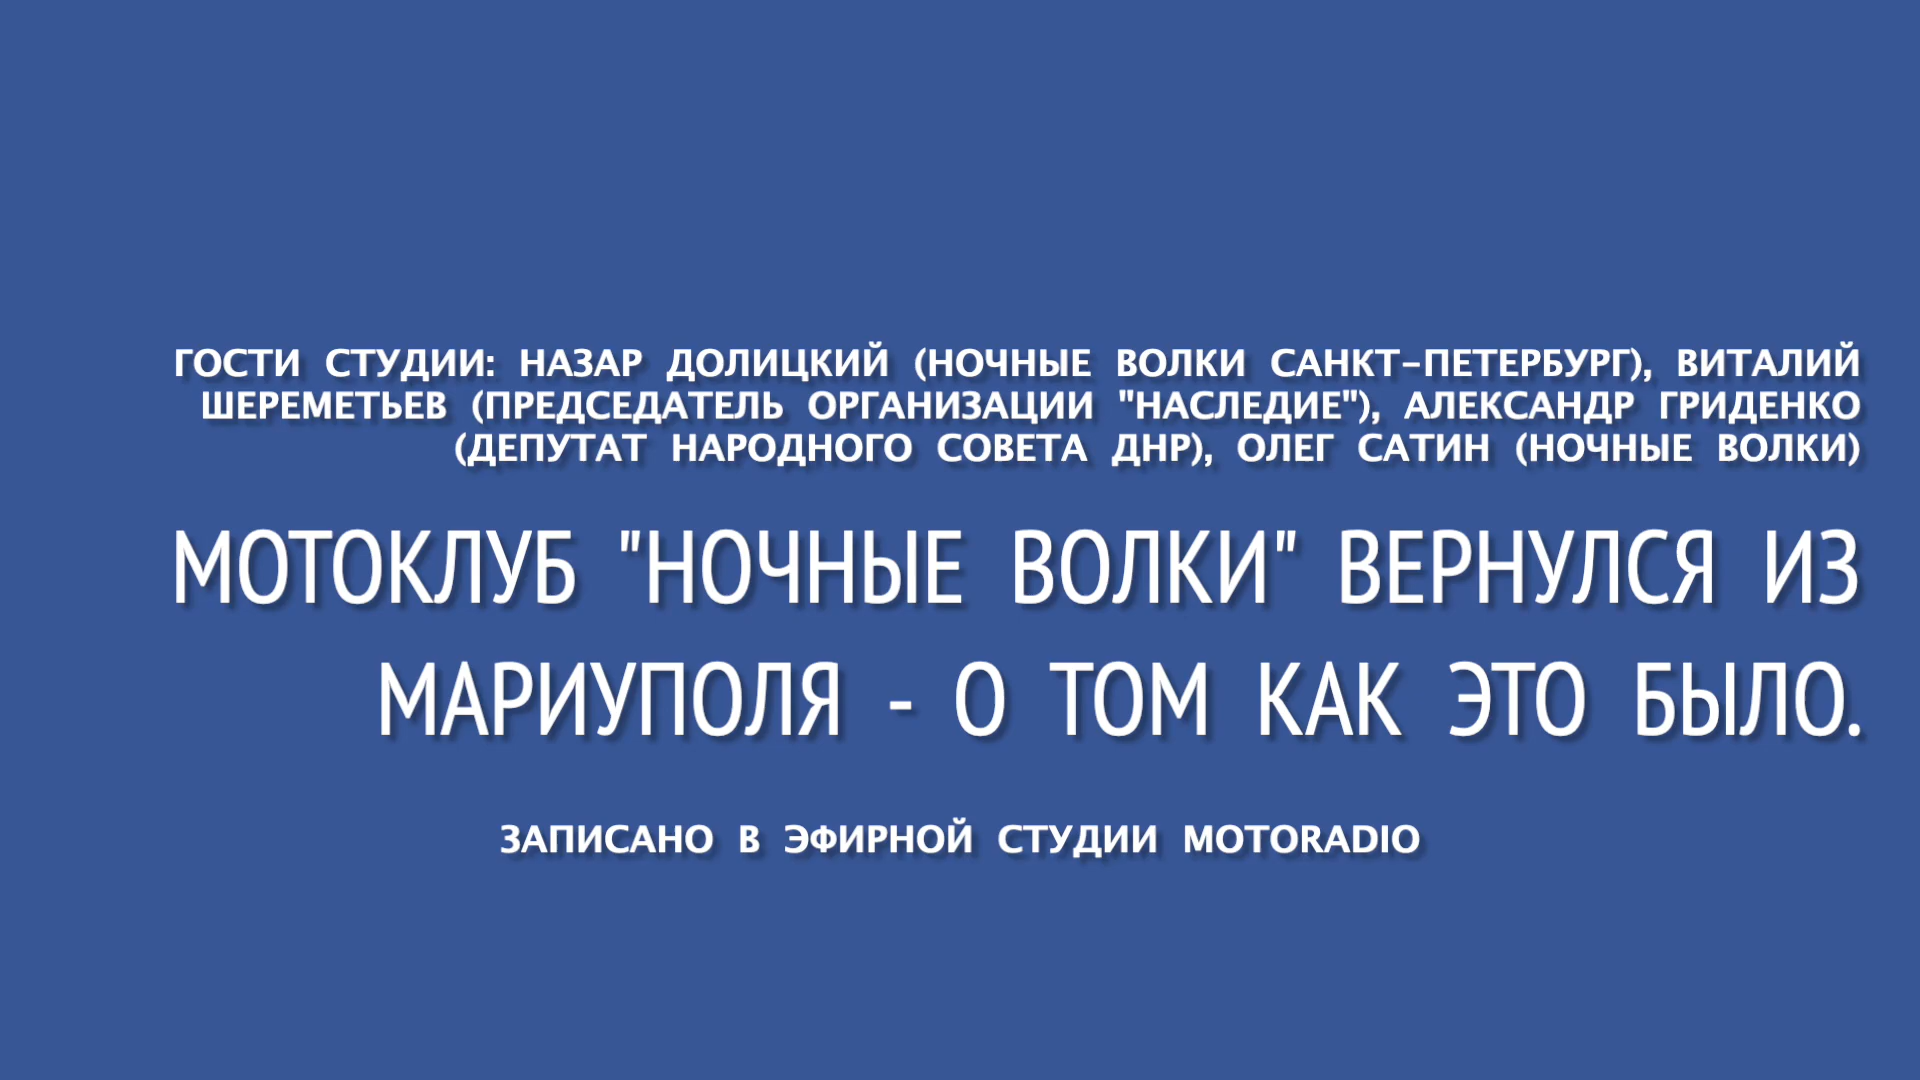 ГОСТИ СТУДИИ: НАЗАР ДОЛИЦКИЙ (НОЧНЫЕ ВОЛКИ САНКТ-ПЕТЕРБУРГ), ВИТАЛИЙ
ШЕРЕМЕТЬЕВ (ПРЕДСЕДАТЕЛЬ ОРГАНИЗАЦИИ "НАСЛЕДИЕ"), АЛЕКСАНДР ГРИДЕНКО
(ДЕПУТАТ НАРОДНОГО СОВЕТА ДНР), ОЛЕГ САТИН (НОЧНЫЕ ВОЛКИ)
МОТОКЛУБ "НОЧНЫЕ ВОЛКИ" ВЕРНУЛСЯ ИЗ
МАРИУПОЛЯ - О ТОМ КАК ЭТО БЫЛО.
ЗАПИСАНО В ЭФИРНОЙ СТУДИИ MOTORADIO